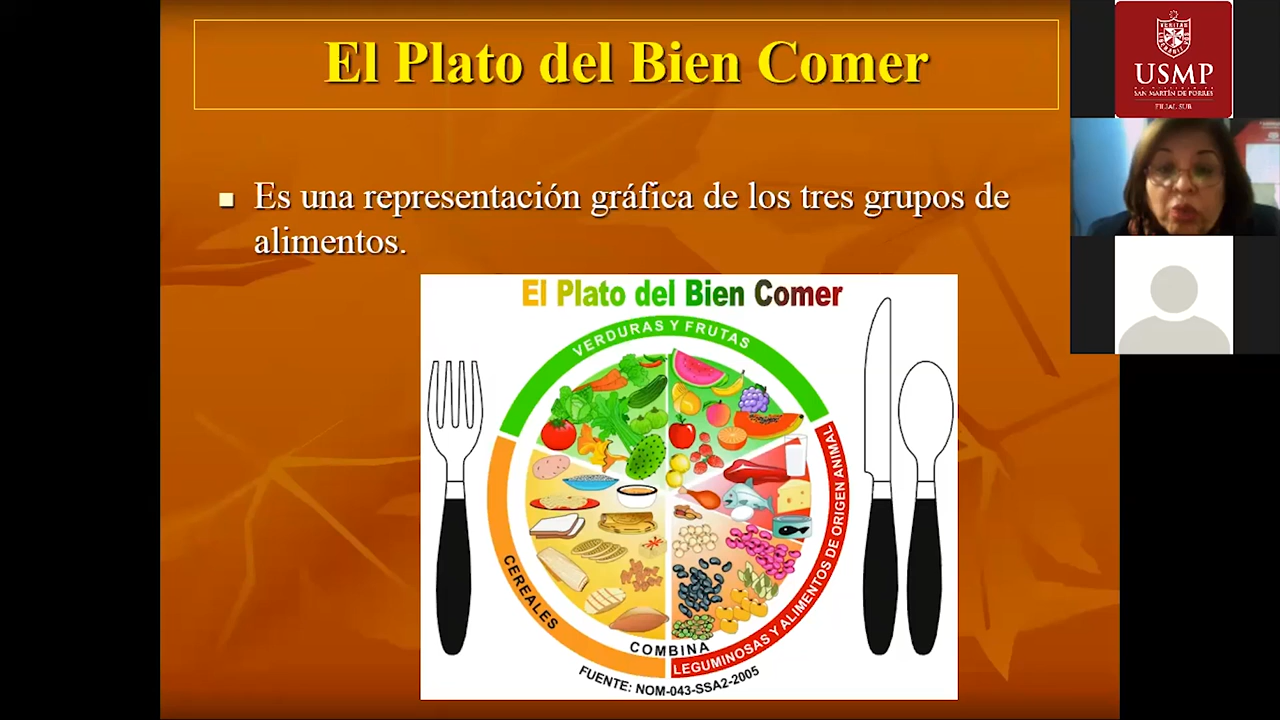 El Plato del Bien Comer
Es una representación gráfica de los tres grupos de
alimentos.
El Plato del Bien Comer
VERDURAS Y FRUTAS
LEGUMINOSAS Y ALIMENTOS DE ORIGEN ANIMAL
CEREALES
COMBINA
FUENTE: NOM-043-SSA2-2005
USMP
SAN MARTÍN DE PORRES
FILIAL SUR